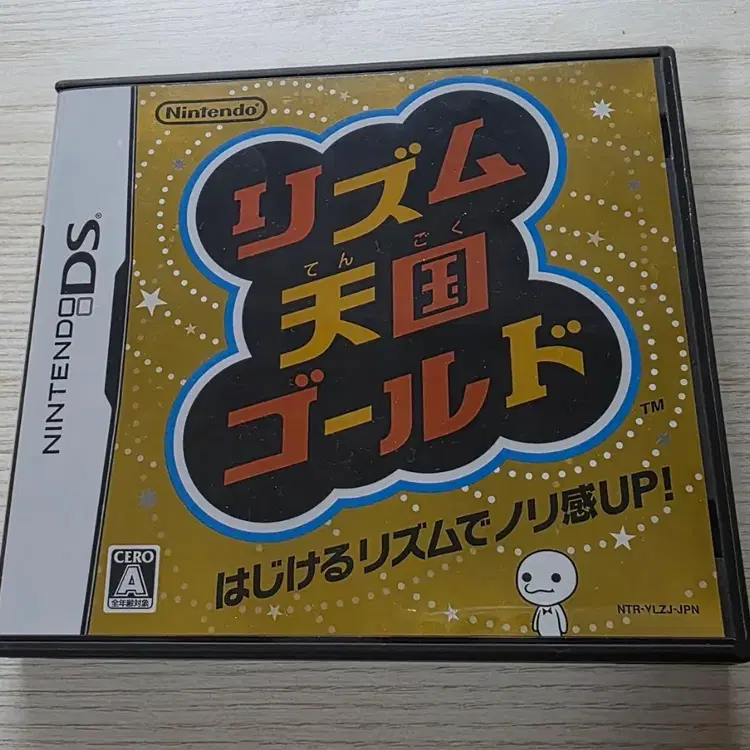 Nintendo
NINTENDO DS®
リズム
てんごく
天国
ゴールド
TM
はじけるリズムでノリ感UP!
CERO
A
全年齢対象
NTR-YLZJ-JPN